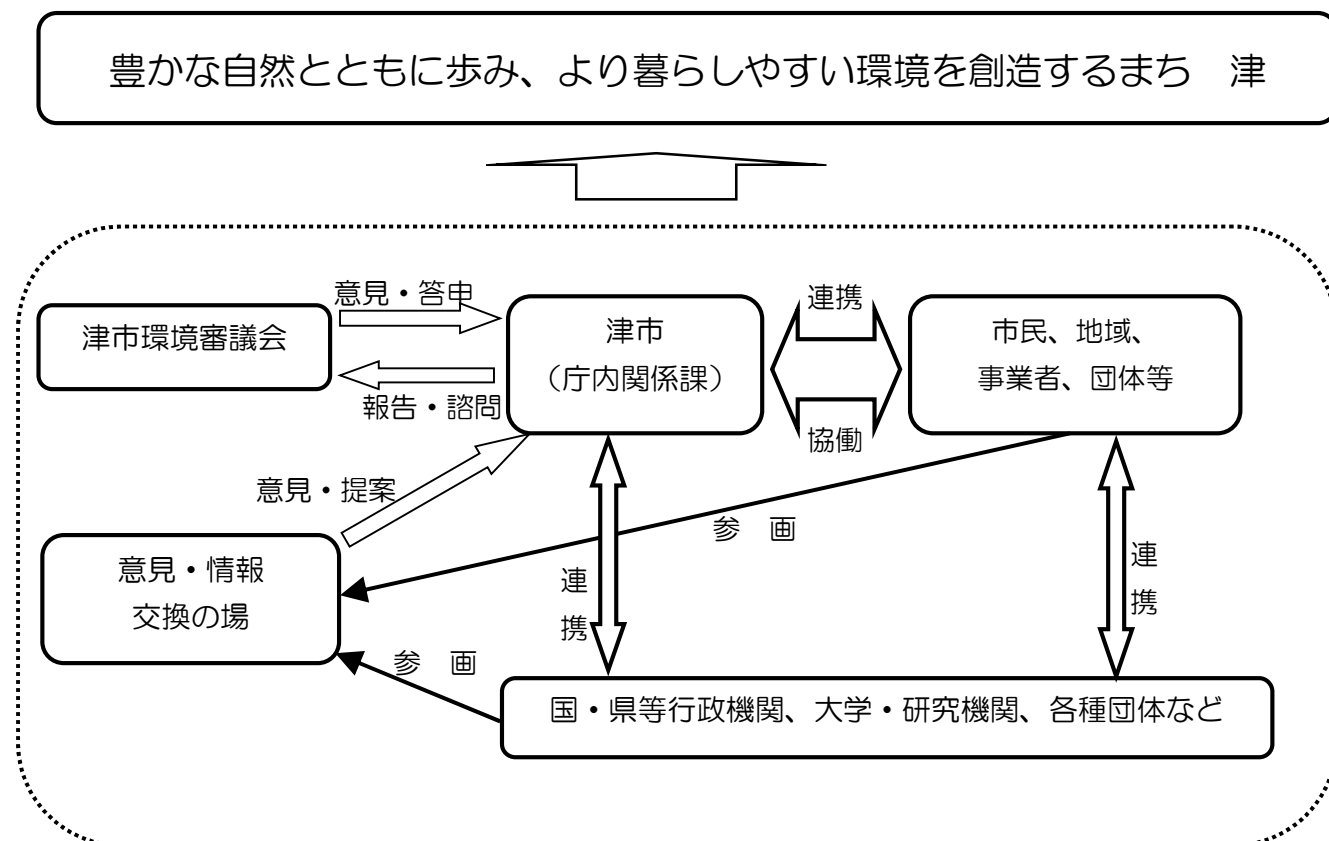 豊かな自然とともに歩み、より暮らしやすい環境を創造するまち　津
意見・答申
津市環境審議会
報告・諮問
津市
（庁内関係課）
連携
協働
市民、地域、
事業者、団体等
意見・提案
参　画
意見・情報
交換の場
連
携
連
携
参　画
国・県等行政機関、大学・研究機関、各種団体など